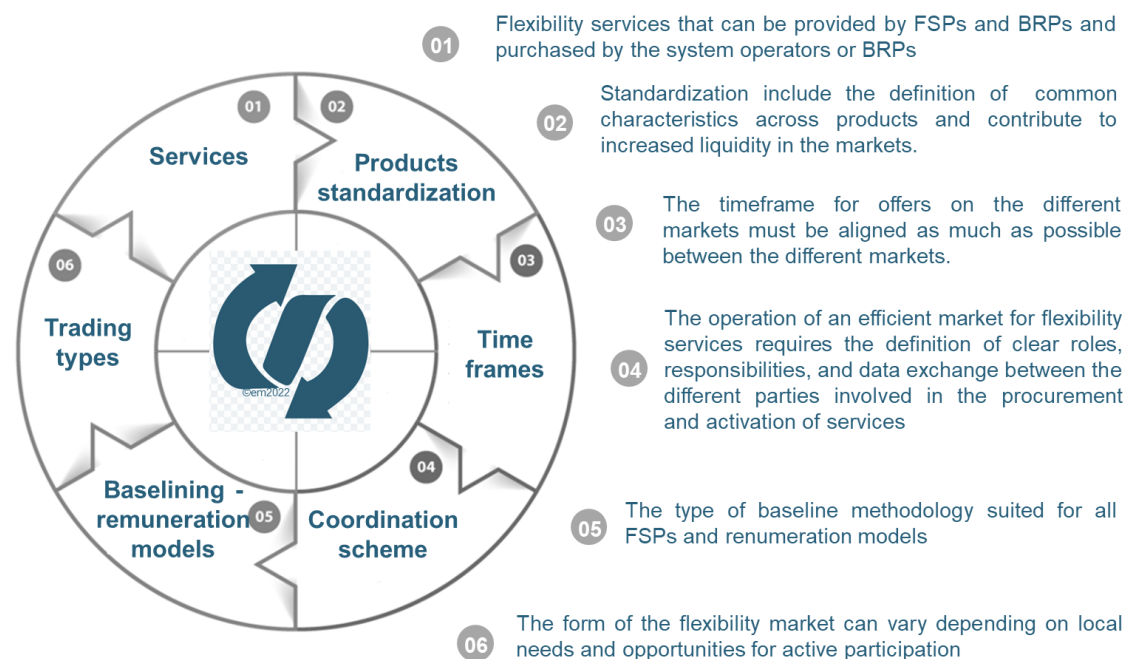 01
Flexibility services that can be provided by FSPs and BRPs and
purchased by the system operators or BRPs
02
Standardization include the definition of common
characteristics across products and contribute to
increased liquidity in the markets.
03
The timeframe for offers on the different
markets must be aligned as much as possible
between the different markets.
04
The operation of an efficient market for flexibility
services requires the definition of clear roles,
responsibilities, and data exchange between the
different parties involved in the procurement
and activation of services
05
The type of baseline methodology suited for all
FSPs and renumeration models
06
The form of the flexibility market can vary depending on local
needs and opportunities for active participation
01
Services
02
Products
standardization
03
Time
frames
04
Coordination
scheme
05
Baselining -
remuneration
models
06
Trading
types
©em2022